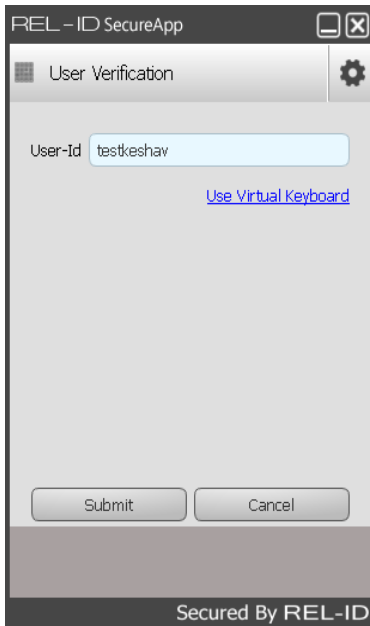 REL-ID SecureApp
User Verification
User-Id testkeshav
Use Virtual Keyboard
Submit Cancel
Secured By REL-ID